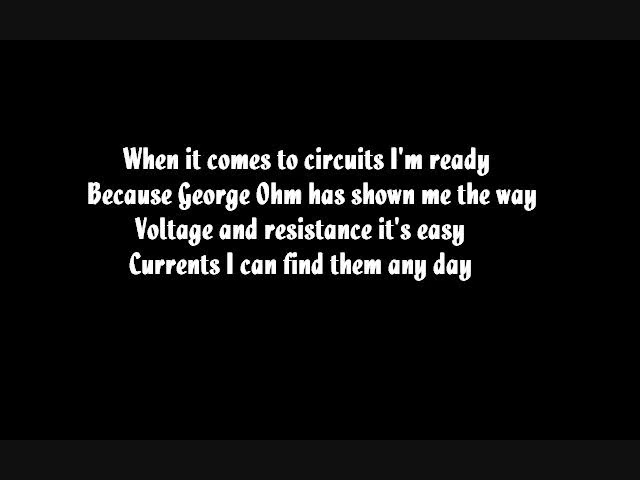 When it comes to circuits I'm ready
Because George Ohm has shown me the way
Voltage and resistance it's easy
Currents I can find them any day